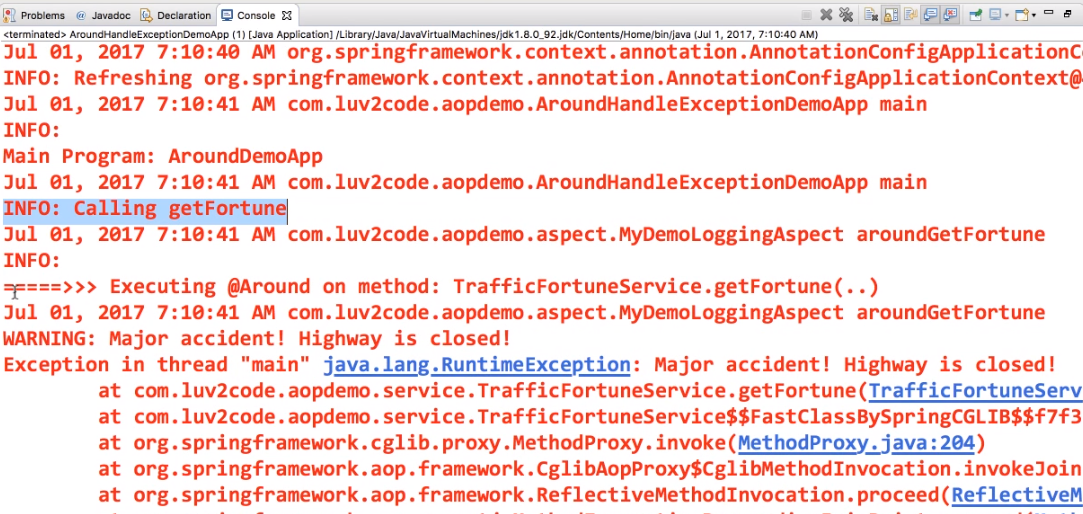 Problems @ Javadoc Declaration Console
<terminated> AroundHandleExceptionDemoApp (1) [Java Application] /Library/Java/JavaVirtualMachines/jdk1.8.0_92.jdk/Contents/Home/bin/java (Jul 1, 2017, 7:10:40 AM)
Jul 01, 2017 7:10:40 AM org.springframework.context.annotation.AnnotationConfigApplicationC
INFO: Refreshing org.springframework.context.annotation.AnnotationConfigApplicationContext@
Jul 01, 2017 7:10:41 AM com.luv2code.aopdemo.AroundHandleExceptionDemoApp main
INFO:
Main Program: AroundDemoApp
Jul 01, 2017 7:10:41 AM com.luv2code.aopdemo.AroundHandleExceptionDemoApp main
INFO: Calling getFortune
Jul 01, 2017 7:10:41 AM com.luv2code.aopdemo.aspect.MyDemoLoggingAspect aroundGetFortune
INFO:
=====>>> Executing @Around on method: TrafficFortuneService.getFortune(..)
Jul 01, 2017 7:10:41 AM com.luv2code.aopdemo.aspect.MyDemoLoggingAspect aroundGetFortune
WARNING: Major accident! Highway is closed!
Exception in thread "main" java.lang.RuntimeException: Major accident! Highway is closed!
at com.luv2code.aopdemo.service.TrafficFortuneService.getFortune(TrafficFortuneServ
at com.luv2code.aopdemo.service.TrafficFortuneService$$FastClassBySpringCGLIB$$f7f3
at org.springframework.cglib.proxy.MethodProxy.invoke(MethodProxy.java:204)
at org.springframework.aop.framework.CglibAopProxy$CglibMethodInvocation.invokeJoin
at org.springframework.aop.framework.ReflectiveMethodInvocation.proceed(ReflectiveM